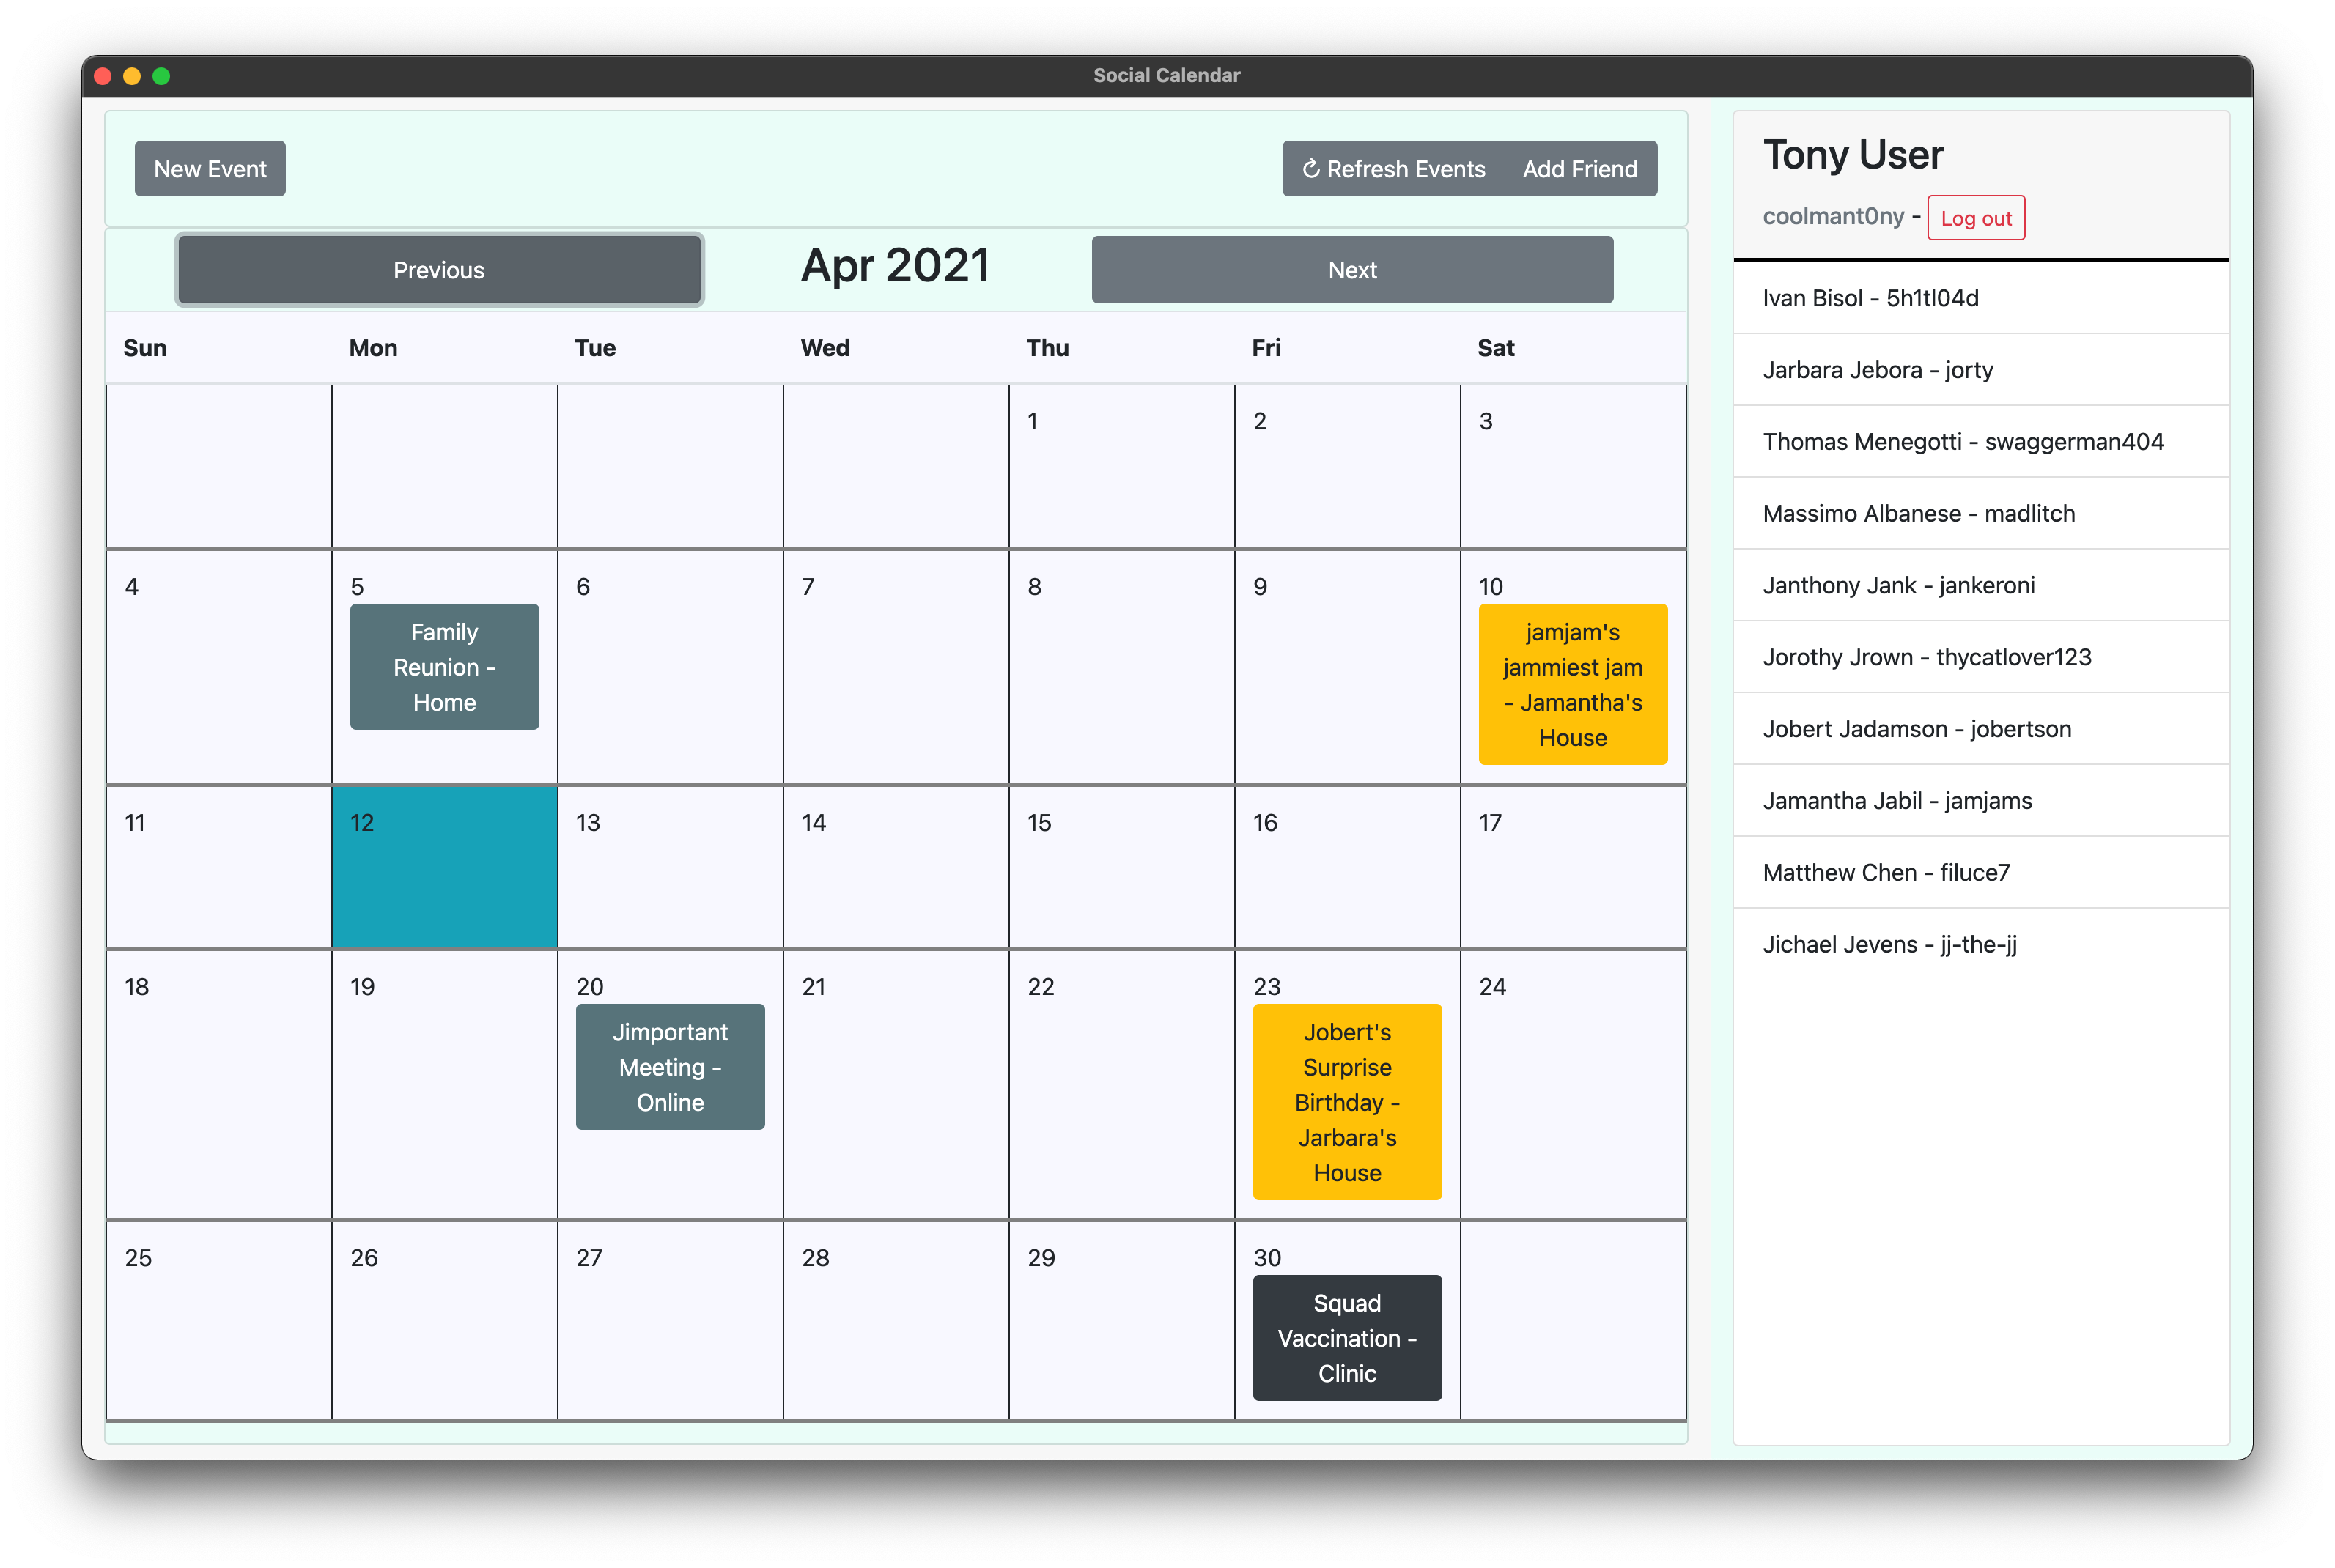 Social Calendar
New Event
↻ Refresh Events Add Friend
Previous Apr 2021 Next
Sun Mon Tue Wed Thu Fri Sat
1 2 3
4 5 6 7 8 9 10
Family
Reunion -
Home
jamjam's
jammiest jam
- Jamantha's
House
11 12 13 14 15 16 17
18 19 20 21 22 23 24
Jimportant
Meeting -
Online
Jobert's
Surprise
Birthday -
Jarbara's
House
25 26 27 28 29 30
Squad
Vaccination -
Clinic
Tony User
coolmant0ny - Log out
Ivan Bisol - 5h1tl04d
Jarbara Jebora - jorty
Thomas Menegotti - swaggerman404
Massimo Albanese - madlitch
Janthony Jank - jankeroni
Jorothy Jrown - thycatlover123
Jobert Jadamson - jobertson
Jamantha Jabil - jamjams
Matthew Chen - filuce7
Jichael Jevens - jj-the-jj